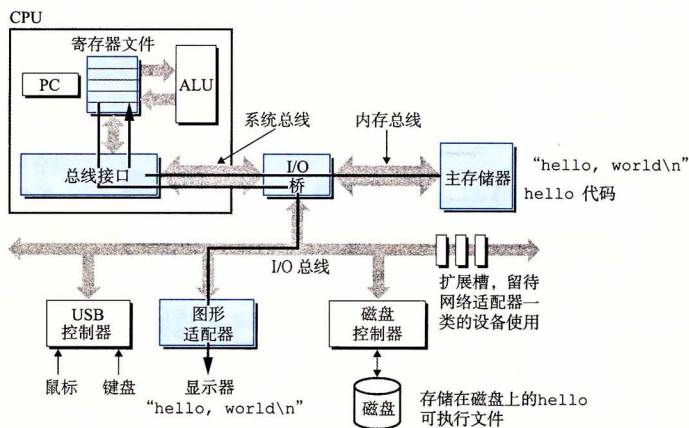 CPU
寄存器文件
PC
ALU
系统总线
内存总线
总线接口
I/O
桥
主存储器
“hello, world\n”
hello 代码
I/O 总线
扩展槽，留待
网络适配器一
类的设备使用
USB
控制器
图形
适配器
磁盘
控制器
鼠标
键盘
显示器
“hello, world\n”
磁盘
存储在磁盘上的hello
可执行文件